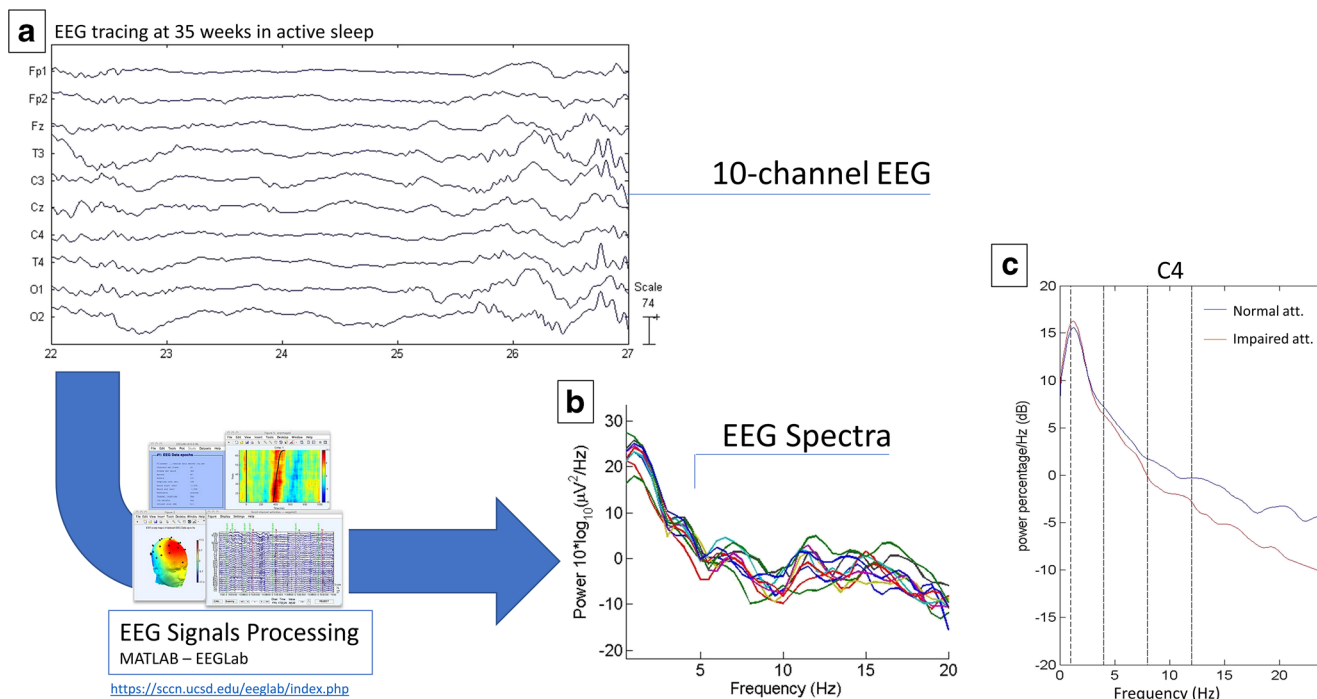 a
EEG tracing at 35 weeks in active sleep
Fp1
Fp2
Fz
T3
C3
Cz
C4
T4
O1
O2
Scale
74
22 23 24 25 26 27
10-channel EEG
EEG Signals Processing
MATLAB – EEGLab
https://sccn.ucsd.edu/eeglab/index.php
b
EEG Spectra
Power 10*log10(µV²/Hz)
30
20
10
0
-10
-20
5 10 15 20
Frequency (Hz)
c
C4
Normal att.
Impaired att.
power percentage/Hz (dB)
20
15
10
5
0
-5
-10
-20
0 5 10 15 20
Frequency (Hz)